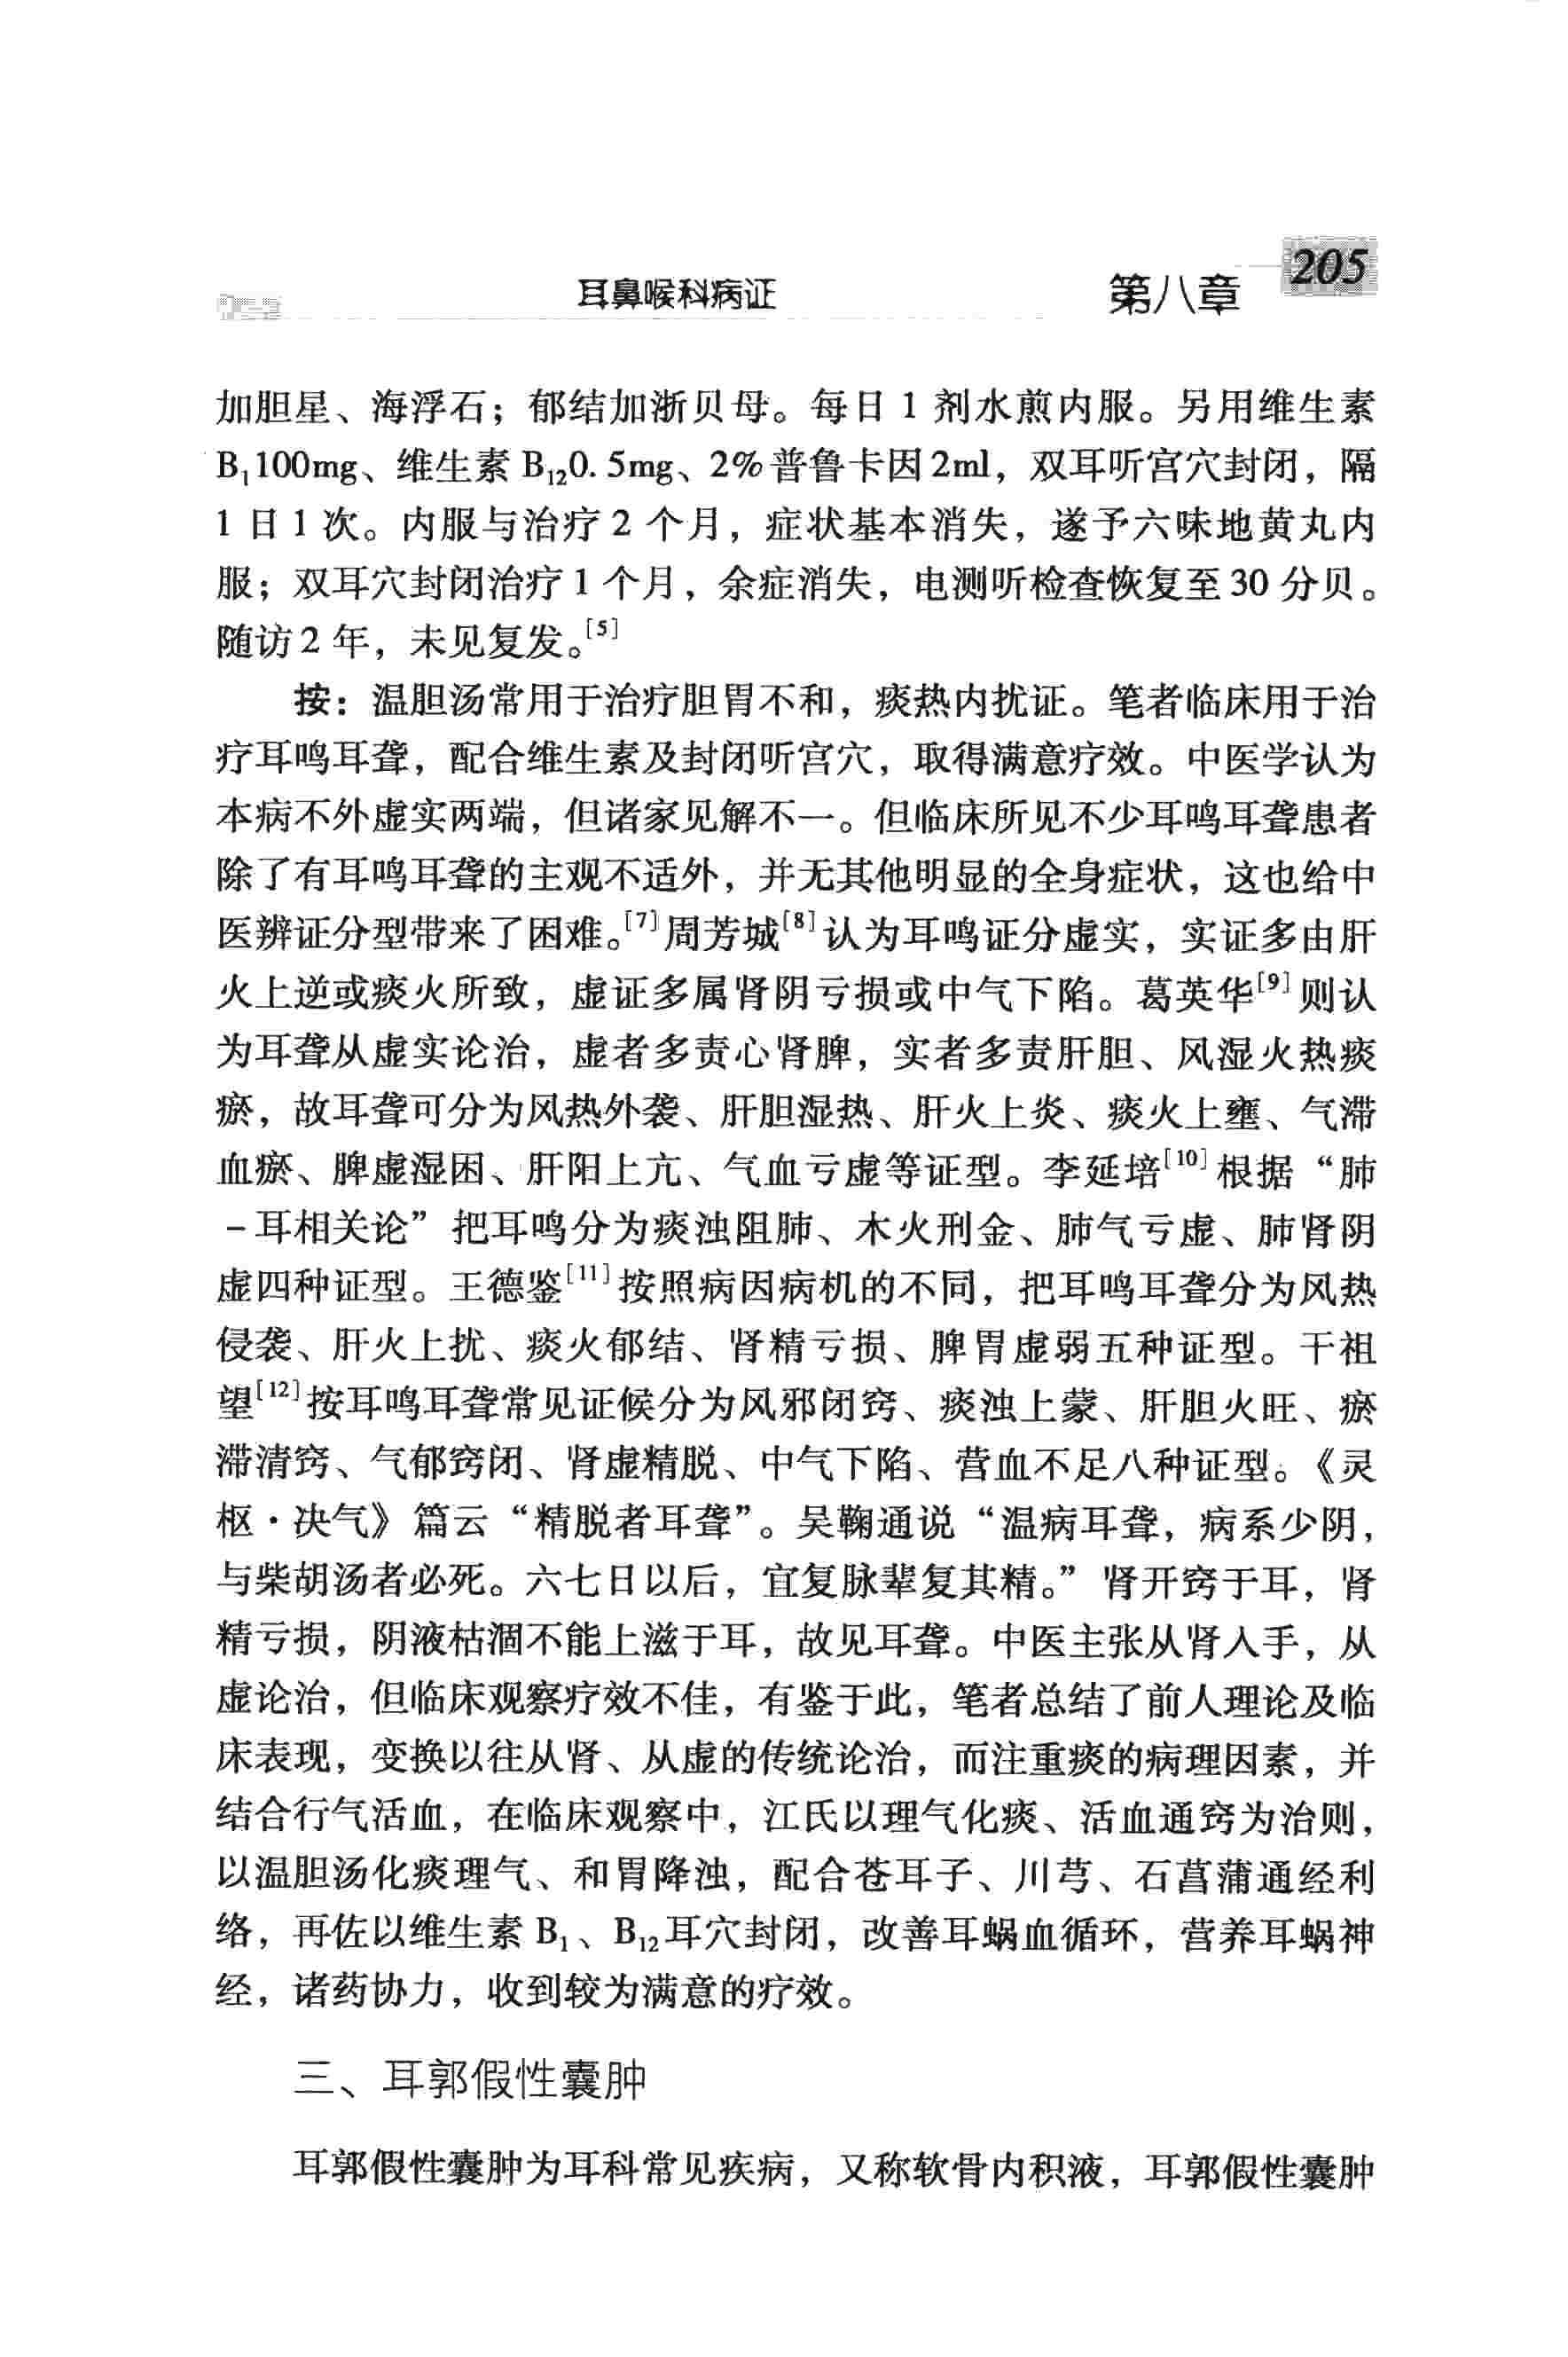 耳鼻喉科病证
第八章
205
加胆星、海浮石；郁结加浙贝母。每日 1 剂水煎内服。另用维生素
B₁100mg、维生素 B₁₂0. 5mg、2%普鲁卡因 2ml，双耳听宫穴封闭，隔
1 日 1 次。内服与治疗 2 个月，症状基本消失，遂予六味地黄丸内
服；双耳穴封闭治疗 1 个月，余症消失，电测听检查恢复至 30 分贝。
随访 2 年，未见复发。[5]
按：温胆汤常用于治疗胆胃不和，痰热内扰证。笔者临床用于治
疗耳鸣耳聋，配合维生素及封闭听宫穴，取得满意疗效。中医学认为
本病不外虚实两端，但诸家见解不一。但临床所见不少耳鸣耳聋患者
除了有耳鸣耳聋的主观不适外，并无其他明显的全身症状，这也给中
医辨证分型带来了困难。[7]周芳城[8]认为耳鸣证分虚实，实证多由肝
火上逆或痰火所致，虚证多属肾阴亏损或中气下陷。葛英华[9]则认
为耳聋从虚实论治，虚者多责心肾脾，实者多责肝胆、风湿火热痰
瘀，故耳聋可分为风热外袭、肝胆湿热、肝火上炎、痰火上壅、气滞
血瘀、脾虚湿困、肝阳上亢、气血亏虚等证型。李延培[10]根据“肺
－耳相关论”把耳鸣分为痰浊阻肺、木火刑金、肺气亏虚、肺肾阴
虚四种证型。王德鉴[11]按照病因病机的不同，把耳鸣耳聋分为风热
侵袭、肝火上扰、痰火郁结、肾精亏损、脾胃虚弱五种证型。干祖
望[12]按耳鸣耳聋常见证候分为风邪闭窍、痰浊上蒙、肝胆火旺、瘀
滞清窍、气郁窍闭、肾虚精脱、中气下陷、营血不足八种证型。《灵
枢·决气》篇云“精脱者耳聋”。吴鞠通说“温病耳聋，病系少阴，
与柴胡汤者必死。六七日以后，宜复脉辈复其精。”肾开窍于耳，肾
精亏损，阴液枯涸不能上滋于耳，故见耳聋。中医主张从肾入手，从
虚论治，但临床观察疗效不佳，有鉴于此，笔者总结了前人理论及临
床表现，变换以往从肾、从虚的传统论治，而注重痰的病理因素，并
结合行气活血，在临床观察中，江氏以理气化痰、活血通窍为治则，
以温胆汤化痰理气、和胃降浊，配合苍耳子、川芎、石菖蒲通经利
络，再佐以维生素 B₁、B₁₂耳穴封闭，改善耳蜗血循环，营养耳蜗神
经，诸药协力，收到较为满意的疗效。
三、耳郭假性囊肿
耳郭假性囊肿为耳科常见疾病，又称软骨内积液，耳郭假性囊肿